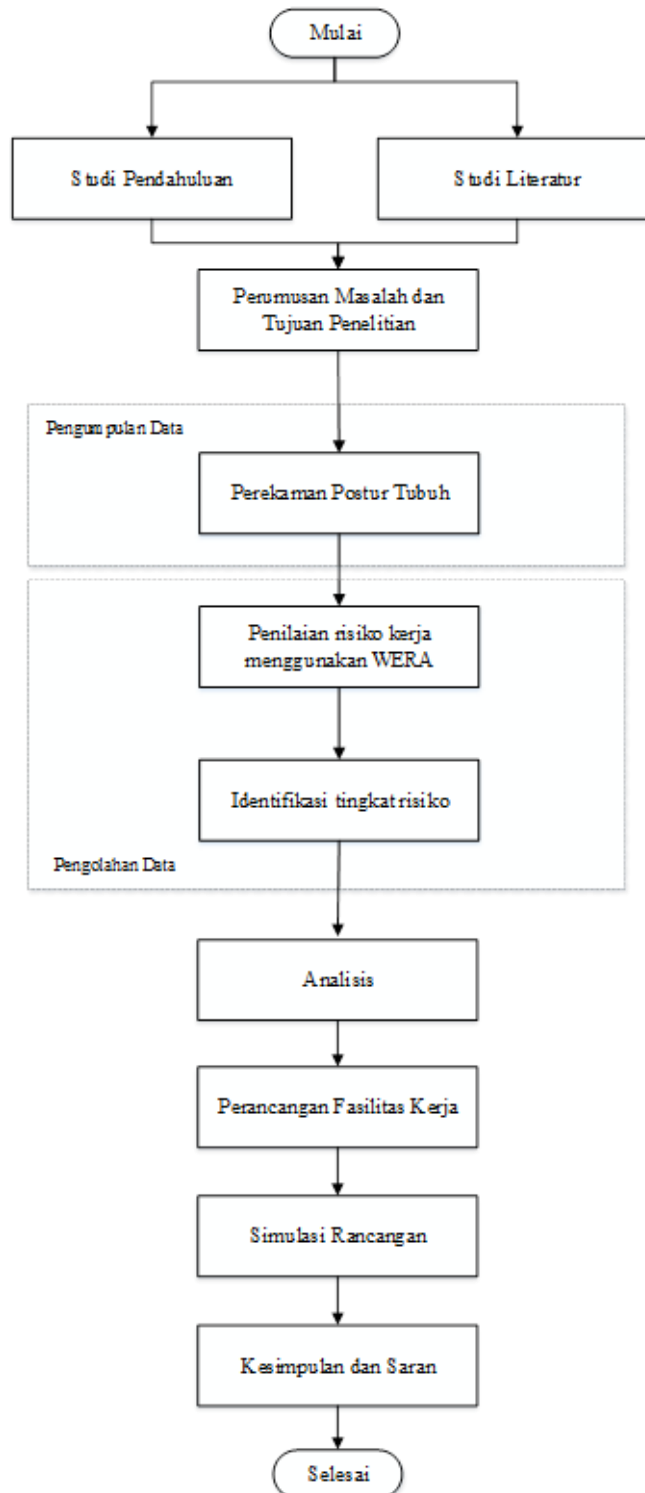 Mulai
Studi Pendahuluan
Studi Literatur
Perumusan Masalah dan
Tujuan Penelitian
Pengumpulan Data
Perekaman Postur Tubuh
Penilaian risiko kerja
menggunakan WERA
Identifikasi tingkat risiko
Pengolahan Data
Analisis
Perancangan Fasilitas Kerja
Simulasi Rancangan
Kesimpulan dan Saran
Selesai